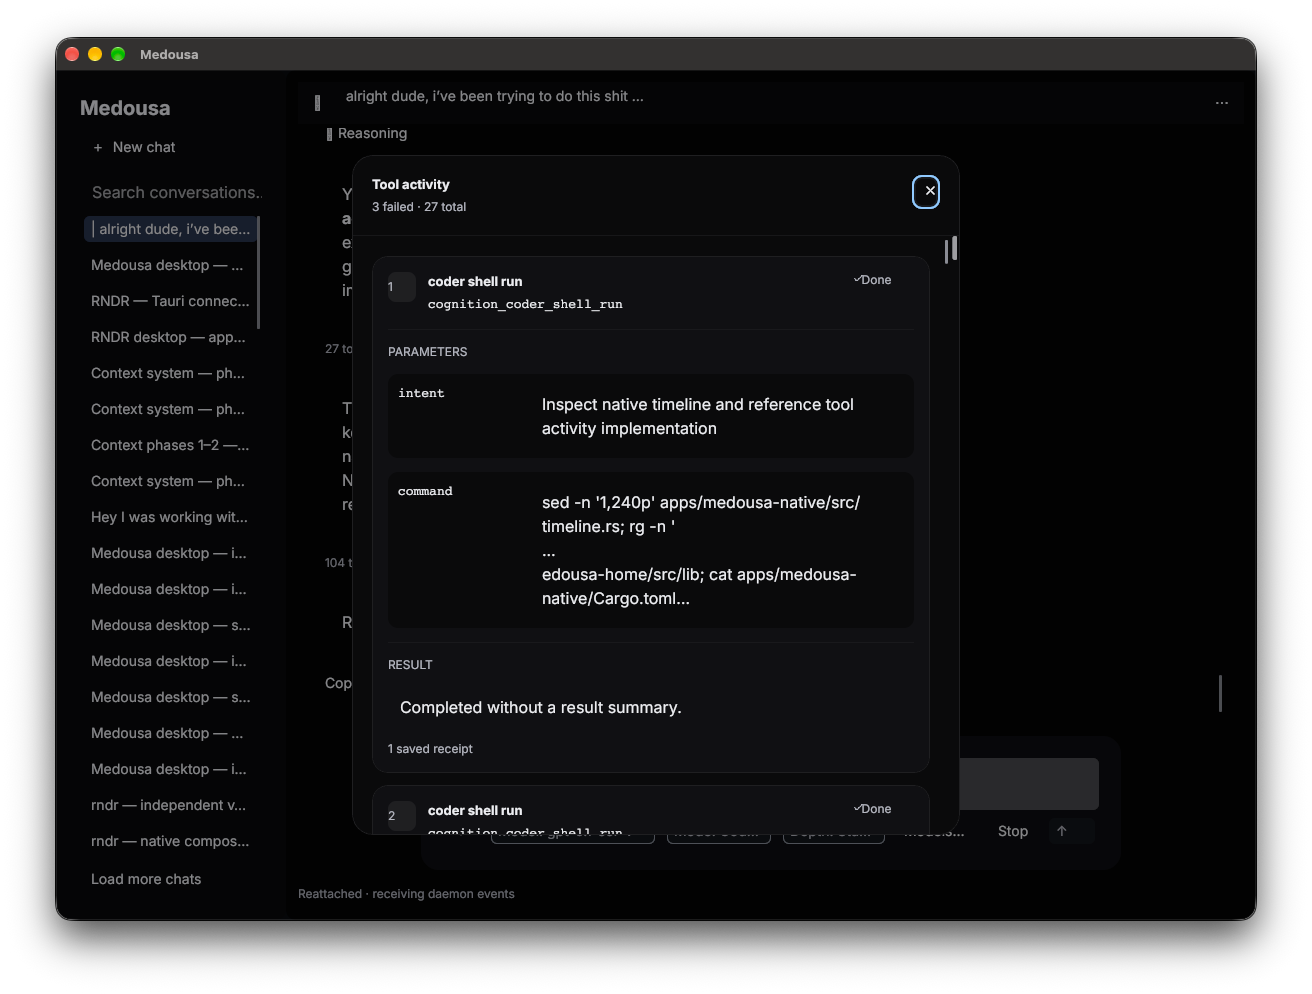 Medousa
Medousa
+ New chat
Search conversations..
alright dude, i've bee...
Medousa desktop — ...
RNDR — Tauri connec...
RNDR desktop — app...
Context system — ph...
Context system — ph...
Context phases 1–2 —...
Context system — ph...
Hey I was working wit...
Medousa desktop — i...
Medousa desktop — i...
Medousa desktop — s...
Medousa desktop — i...
Medousa desktop — s...
Medousa desktop — ...
Medousa desktop — i...
rndr — independent v...
rndr — native compos...
Load more chats
alright dude, i've been trying to do this shit ...
...
Reasoning
27 to
104 t
Cop
Tool activity
3 failed · 27 total
×
1
coder shell run
✓Done
cognition_coder_shell_run
PARAMETERS
intent
Inspect native timeline and reference tool
activity implementation
command
sed -n '1,240p' apps/medousa-native/src/
timeline.rs; rg -n '
...
edousa-home/src/lib; cat apps/medousa-
native/Cargo.toml...
RESULT
Completed without a result summary.
1 saved receipt
2
coder shell run
✓Done
cognition_coder_shell_run
Stop
↑
Reattached · receiving daemon events